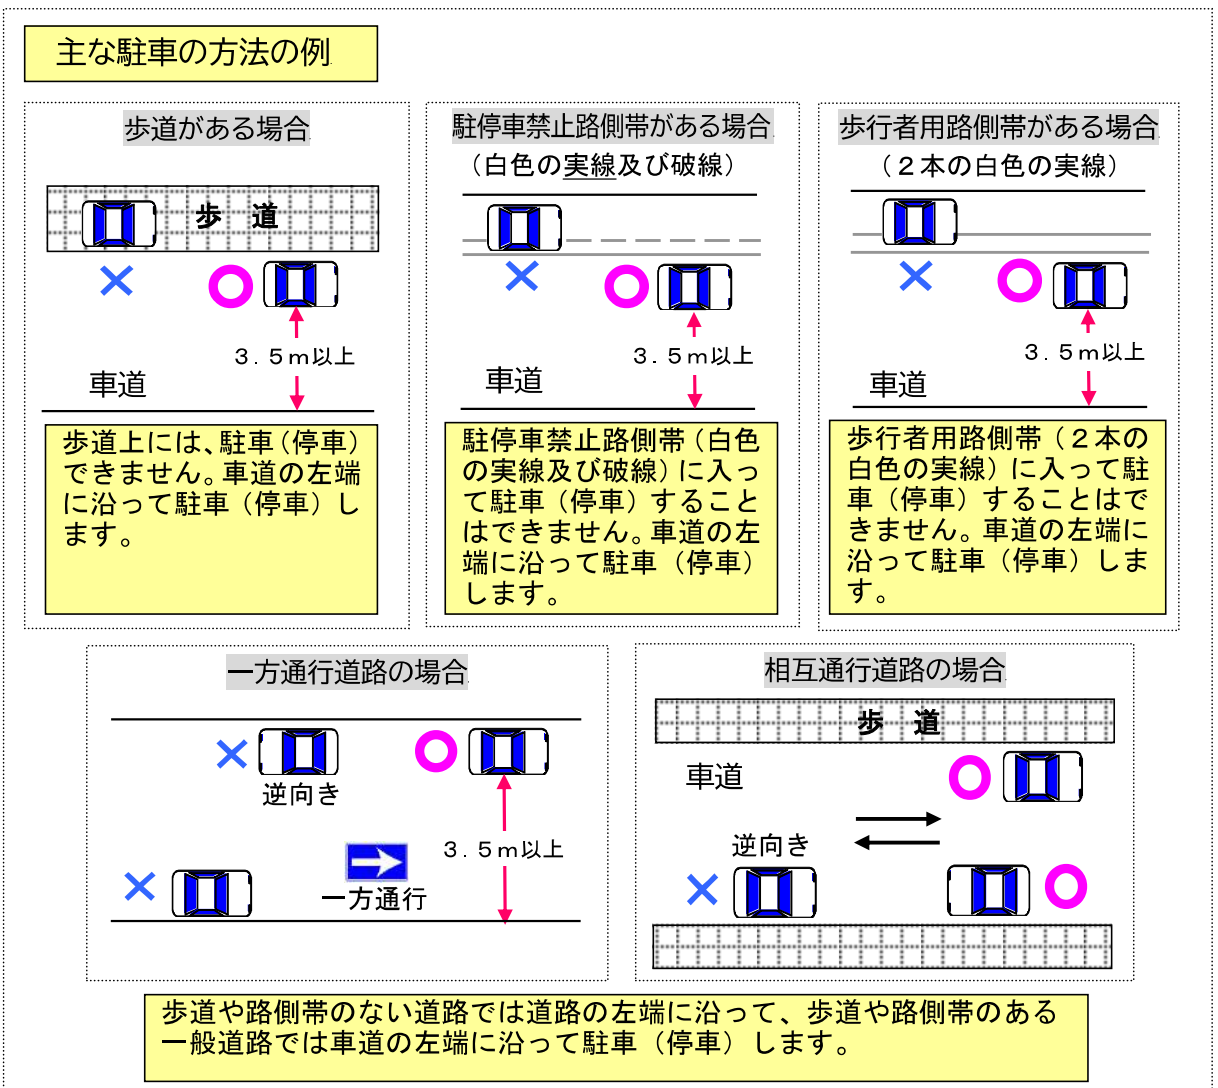 主な駐車の方法の例
歩道がある場合
歩　道
３．５ｍ以上
車道
歩道上には、駐車（停車）
できません。車道の左端
に沿って駐車（停車）し
ます。
駐停車禁止路側帯がある場合
（白色の実線及び破線）
３．５ｍ以上
車道
駐停車禁止路側帯（白色
の実線及び破線）に入っ
て駐車（停車）すること
はできません。車道の左
端に沿って駐車（停車）
します。
歩行者用路側帯がある場合
（２本の白色の実線）
３．５ｍ以上
車道
歩行者用路側帯（２本の
白色の実線）に入って駐
車（停車）することはで
きません。車道の左端に
沿って駐車（停車）しま
す。
一方通行道路の場合
逆向き
３．５ｍ以上
一方通行
相互通行道路の場合
歩　道
車道
逆向き
歩道や路側帯のない道路では道路の左端に沿って、歩道や路側帯のある
一般道路では車道の左端に沿って駐車（停車）します。